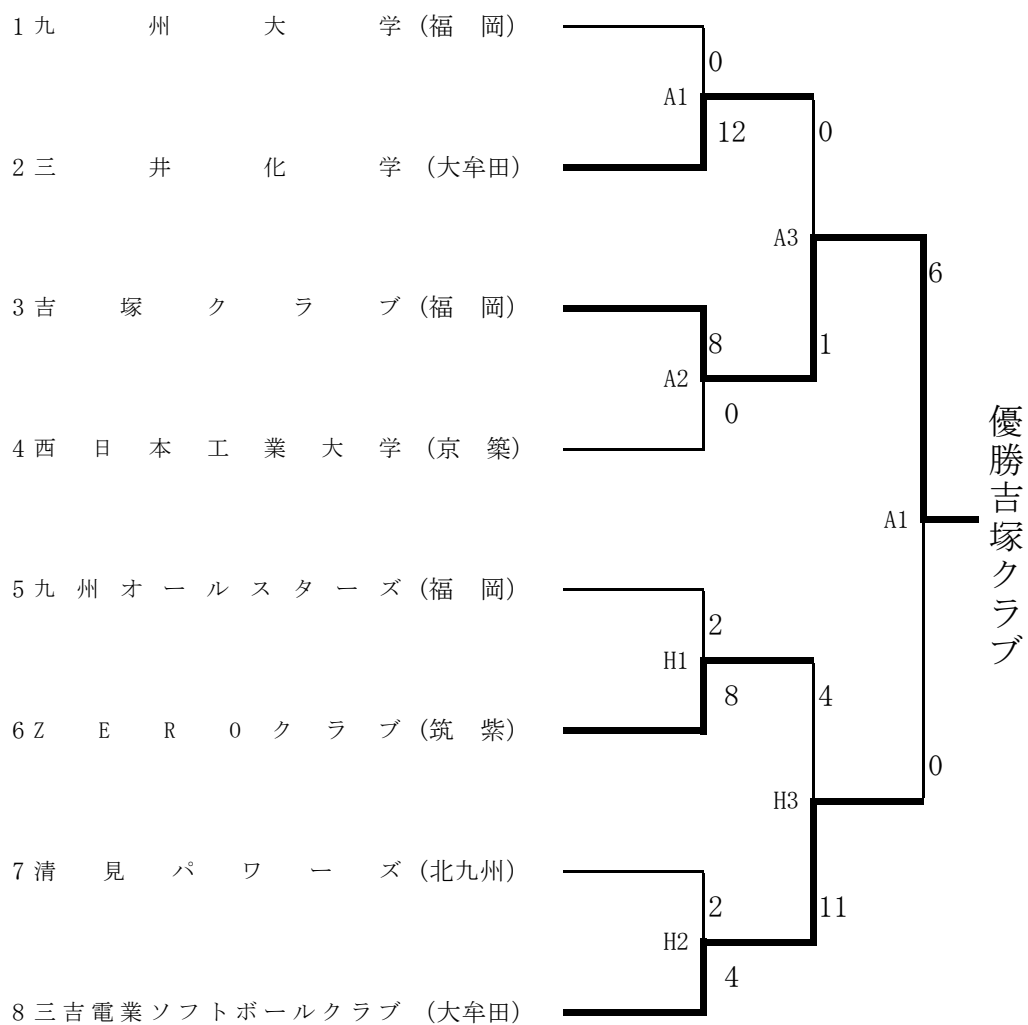 1 九州大学 (福 岡)
0
A1
12
0
2 三井化学 (大牟田)
A3
6
3 吉塚クラブ (福 岡)
8
1
A2
0
4 西日本工業大学 (京 築)
優勝吉塚クラブ
A1
5 九州オールスターズ (福 岡)
2
H1
8
4
6 ZEROクラブ (筑 紫)
0
H3
7 清見パワーズ (北九州)
2
11
H2
4
8 三吉電業ソフトボールクラブ (大牟田)